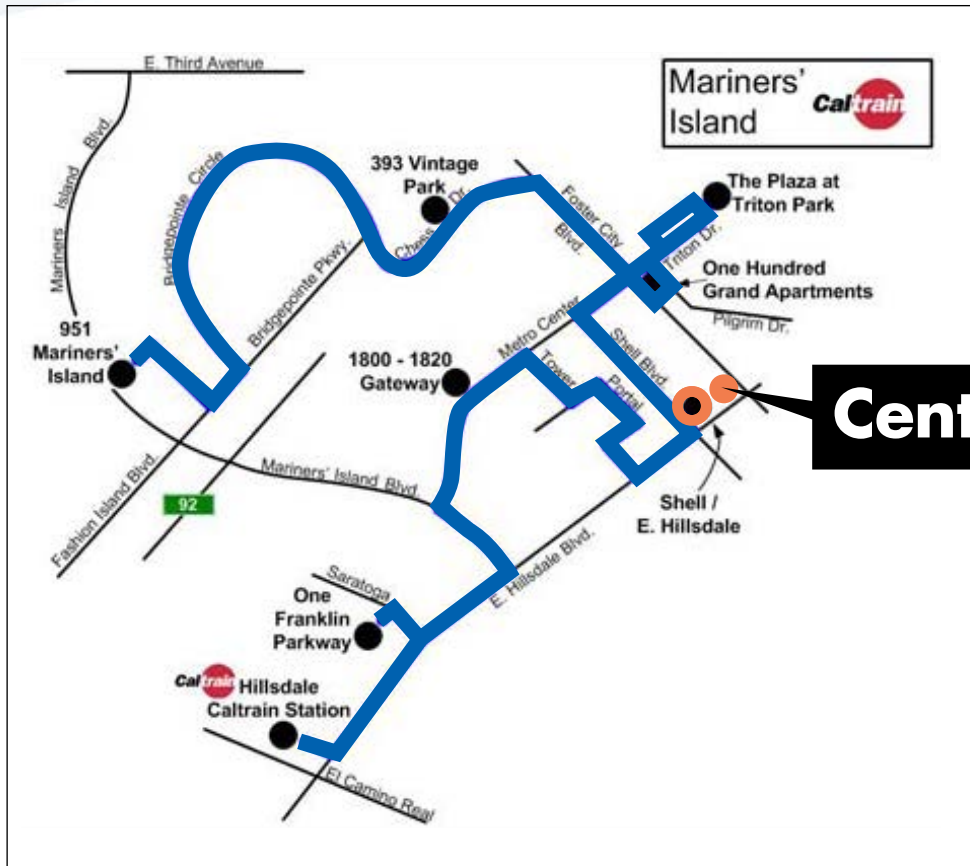 E. Third Avenue
Mariners'
Island
Caltrain
Mariners Island Blvd.
Bridgepointe Circle
393 Vintage
Park
Chess Dr.
Foster City
Blvd.
The Plaza at
Triton Park
Triton Dr.
One Hundred
Grand Apartments
Pilgrim Dr.
Bridgepointe Pkwy.
951
Mariners'
Island
1800 - 1820
Gateway
Metro Center
Tower
Portal
Shell Blvd.
Cent
Mariners' Island Blvd.
Fashion Island Blvd.
92
Shell /
E. Hillsdale
E. Hillsdale Blvd.
Saratoga
One
Franklin
Parkway
Caltrain
Hillsdale
Caltrain Station
El Camino Real